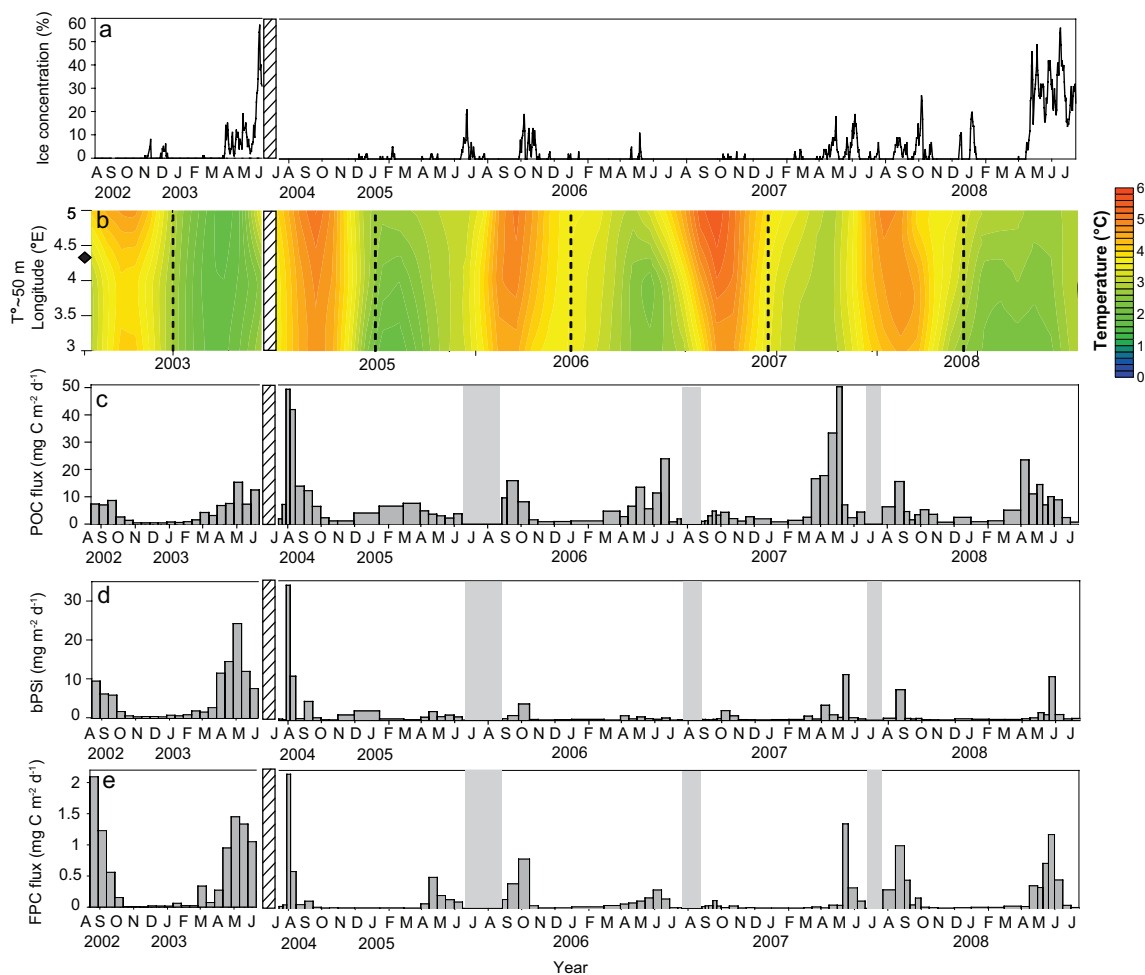 a
Ice concentration (%)
60
50
40
30
20
10
0
A S O N D J F M A M J J A S O N D J F M A M J J A S O N D J F M A M J J A S O N D J F M A M J J A S O N D J F M A M J J
2002 2003 2004 2005 2006 2007 2008
b
T°~50 m
Longitude (°E)
5
4.5
4
3.5
3
2003 2005 2006 2007 2008
Temperature (°C)
6
5
4
3
2
1
0
c
POC flux (mg C m-2 d-1)
50
40
30
20
10
0
A S O N D J F M A M J J A S O N D J F M A M J J A S O N D J F M A M J J A S O N D J F M A M J J A S O N D J F M A M J J
2002 2003 2004 2005 2006 2007 2008
d
bPSi (mg m-2 d-1)
30
20
10
0
A S O N D J F M A M J J A S O N D J F M A M J J A S O N D J F M A M J J A S O N D J F M A M J J A S O N D J F M A M J J
2002 2003 2004 2005 2006 2007 2008
e
FPC flux (mg C m-2 d-1)
2
1.5
1
0.5
0
A S O N D J F M A M J J A S O N D J F M A M J J A S O N D J F M A M J J A S O N D J F M A M J J A S O N D J F M A M J J
2002 2003 2004 2005 2006 2007 2008
Year